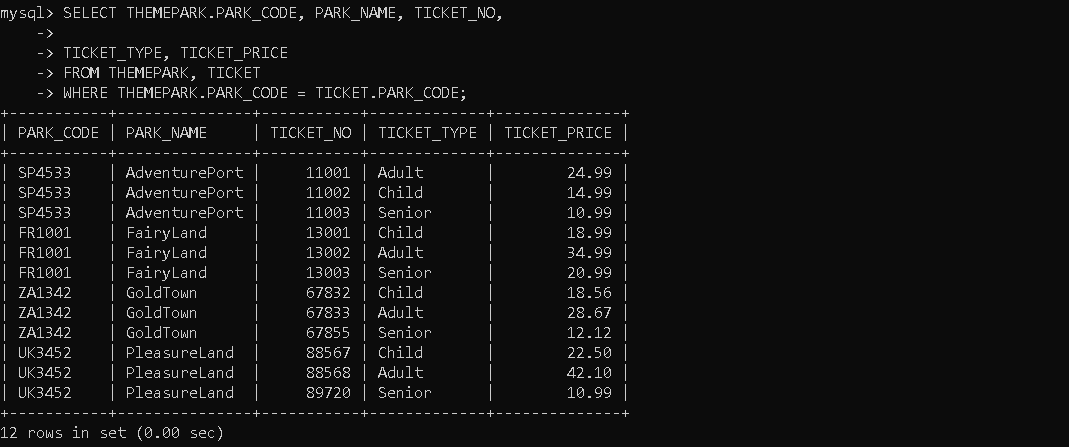 mysql> SELECT THEMEPARK.PARK_CODE, PARK_NAME, TICKET_NO,
    ->
    -> TICKET_TYPE, TICKET_PRICE
    -> FROM THEMEPARK, TICKET
    -> WHERE THEMEPARK.PARK_CODE = TICKET.PARK_CODE;
+-----------+---------------+-----------+-------------+--------------+
| PARK_CODE | PARK_NAME     | TICKET_NO | TICKET_TYPE | TICKET_PRICE |
+-----------+---------------+-----------+-------------+--------------+
| SP4533    | AdventurePort |     11001 | Adult       |        24.99 |
| SP4533    | AdventurePort |     11002 | Child       |        14.99 |
| SP4533    | AdventurePort |     11003 | Senior      |        10.99 |
| FR1001    | FairyLand     |     13001 | Child       |        18.99 |
| FR1001    | FairyLand     |     13002 | Adult       |        34.99 |
| FR1001    | FairyLand     |     13003 | Senior      |        20.99 |
| ZA1342    | GoldTown      |     67832 | Child       |        18.56 |
| ZA1342    | GoldTown      |     67833 | Adult       |        28.67 |
| ZA1342    | GoldTown      |     67855 | Senior      |        12.12 |
| UK3452    | PleasureLand  |     88567 | Child       |        22.50 |
| UK3452    | PleasureLand  |     88568 | Adult       |        42.10 |
| UK3452    | PleasureLand  |     89720 | Senior      |        10.99 |
+-----------+---------------+-----------+-------------+--------------+
12 rows in set (0.00 sec)